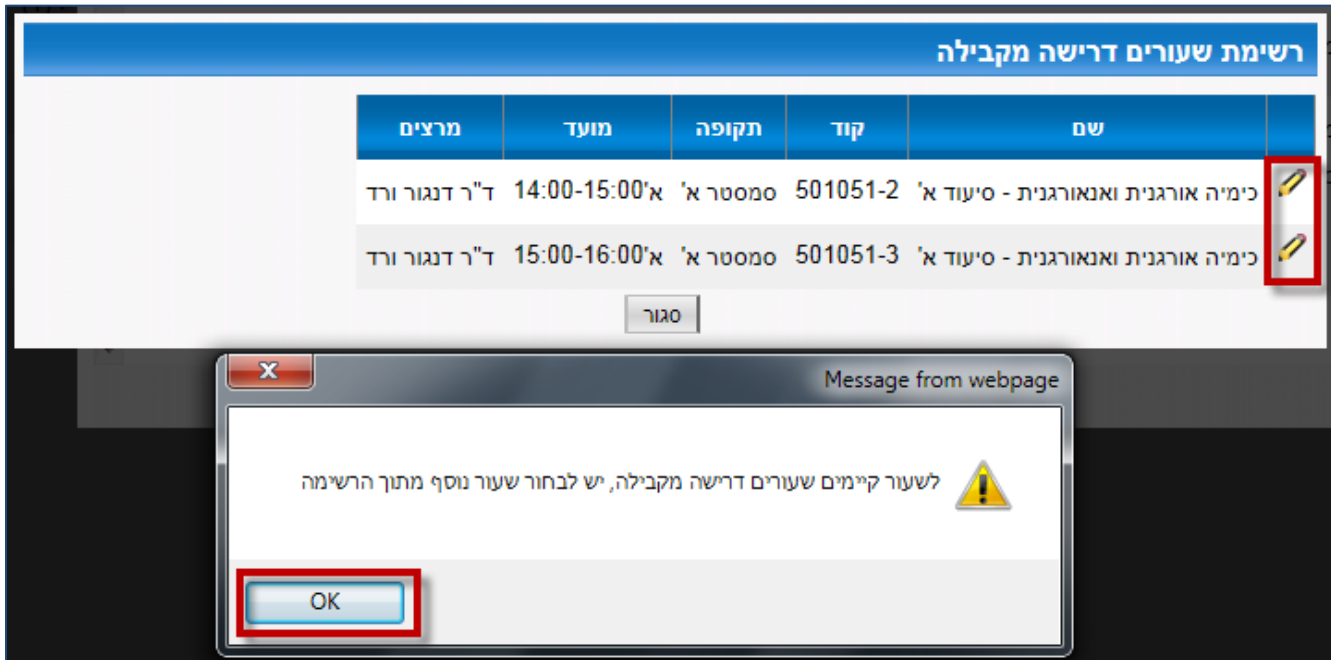 רשימת שעורים דרישה מקבילה
שם קוד תקופה מועד מרצים
כימיה אורגנית ואנאורגנית - סיעוד א' 501051-2 סמסטר א' א'14:00-15:00 ד"ר דנגור ורד
כימיה אורגנית ואנאורגנית - סיעוד א' 501051-3 סמסטר א' א'15:00-16:00 ד"ר דנגור ורד
סגור
Message from webpage
לשעור קיימים שעורים דרישה מקבילה, יש לבחור שעור נוסף מתוך הרשימה
OK